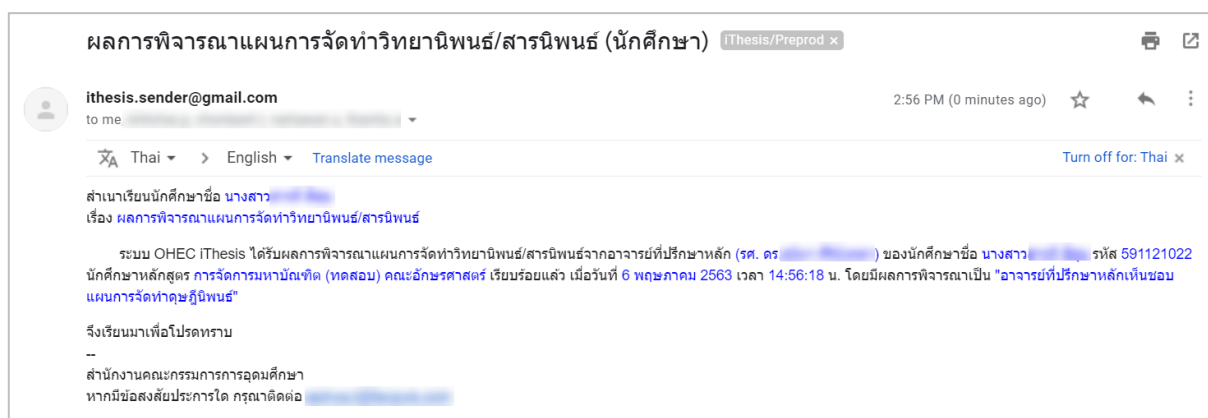 ผลการพิจารณาแผนการจัดทำวิทยานิพนธ์/สารนิพนธ์ (นักศึกษา) iThesis/Preprod ×
ithesis.sender@gmail.com 2:56 PM (0 minutes ago)
to me
Thai > English Translate message Turn off for: Thai ×
สำเนาเรียนนักศึกษาชื่อ นางสาว
เรื่อง ผลการพิจารณาแผนการจัดทำวิทยานิพนธ์/สารนิพนธ์
ระบบ OHEC iThesis ได้รับผลการพิจารณาแผนการจัดทำวิทยานิพนธ์/สารนิพนธ์จากอาจารย์ที่ปรึกษาหลัก (รศ. ดร ) ของนักศึกษาชื่อ นางสาว รหัส 591121022
นักศึกษาหลักสูตร การจัดการมหาบัณฑิต (ทดสอบ) คณะอักษรศาสตร์ เรียบร้อยแล้ว เมื่อวันที่ 6 พฤษภาคม 2563 เวลา 14:56:18 น. โดยมีผลการพิจารณาเป็น "อาจารย์ที่ปรึกษาหลักเห็นชอบ
แผนการจัดทำดุษฎีนิพนธ์"
จึงเรียนมาเพื่อโปรดทราบ
--
สำนักงานคณะกรรมการการอุดมศึกษา
หากมีข้อสงสัยประการใด กรุณาติดต่อ